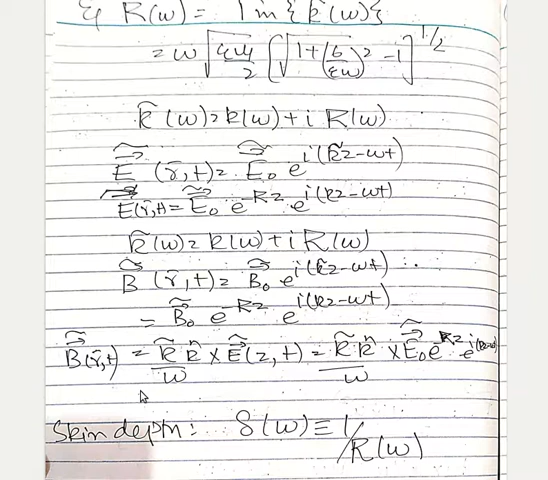 & R(ω) = Im{k̃(ω)}
= ω √(εμ/2) [√(1+(σ/εω)² -1]^1/2
k̃(ω) = k(ω) + i R(ω)
Ẽ (r̄,t) = Ẽ₀ e^i(k̃z-ωt)
Ẽ(r̄,t) = Ẽ₀ e^-Rz e^i(kz-ωt)
k̃(ω) = k(ω) + i R(ω)
B̃ (r̄,t) = B̃₀ e^i(k̃z-ωt) ∴
= B̃₀ e^-Rz e^i(kz-ωt)
B̃(r̄,t) = k̃ k̂/ω × Ẽ(z,t) = k̃ k̂/ω × Ẽ₀ e^-Rz e^i(kz-ωt)
Skin depth: δ(ω) ≡ 1/R(ω)